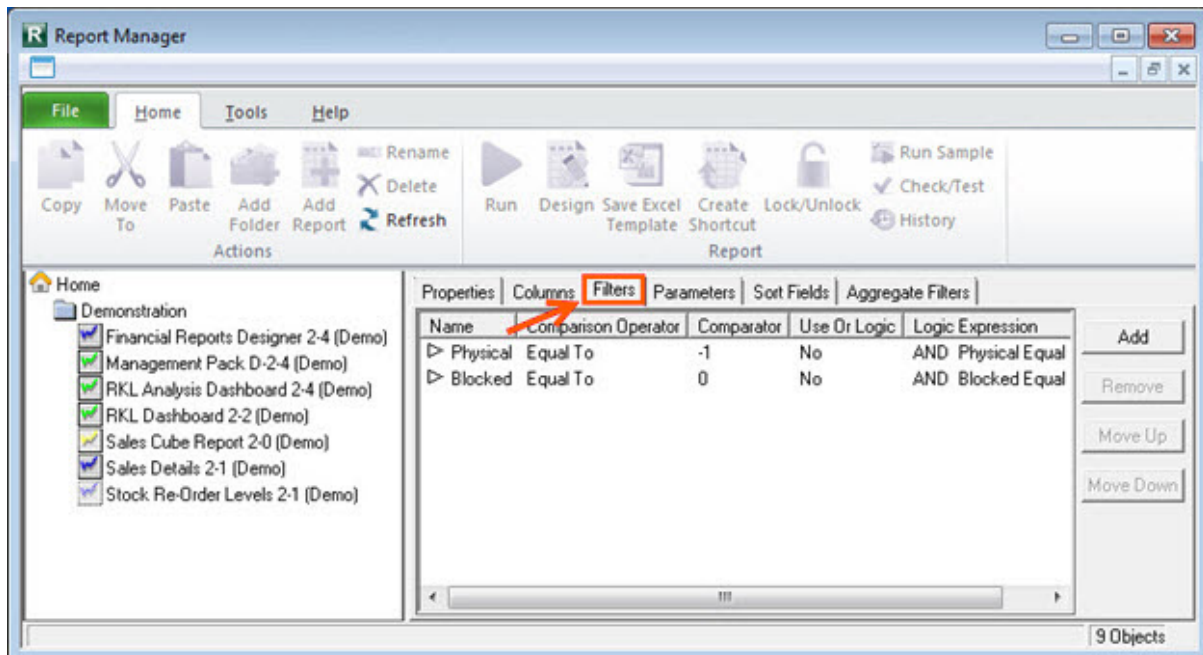 R Report Manager
File Home Tools Help
Copy Move To Paste Add Folder Add Report Rename Delete Refresh
Actions
Run Design Save Excel Template Create Shortcut Lock/Unlock Run Sample Check/Test History
Report
Home
Demonstration
Financial Reports Designer 2-4 (Demo)
Management Pack D-2-4 (Demo)
RKL Analysis Dashboard 2-4 (Demo)
RKL Dashboard 2-2 (Demo)
Sales Cube Report 2-0 (Demo)
Sales Details 2-1 (Demo)
Stock Re-Order Levels 2-1 (Demo)
Properties Columns Filters Parameters Sort Fields Aggregate Filters
Name Comparison Operator Comparator Use Or Logic Logic Expression
Physical Equal To -1 No AND Physical Equal
Blocked Equal To 0 No AND Blocked Equal
Add
Remove
Move Up
Move Down
9 Objects